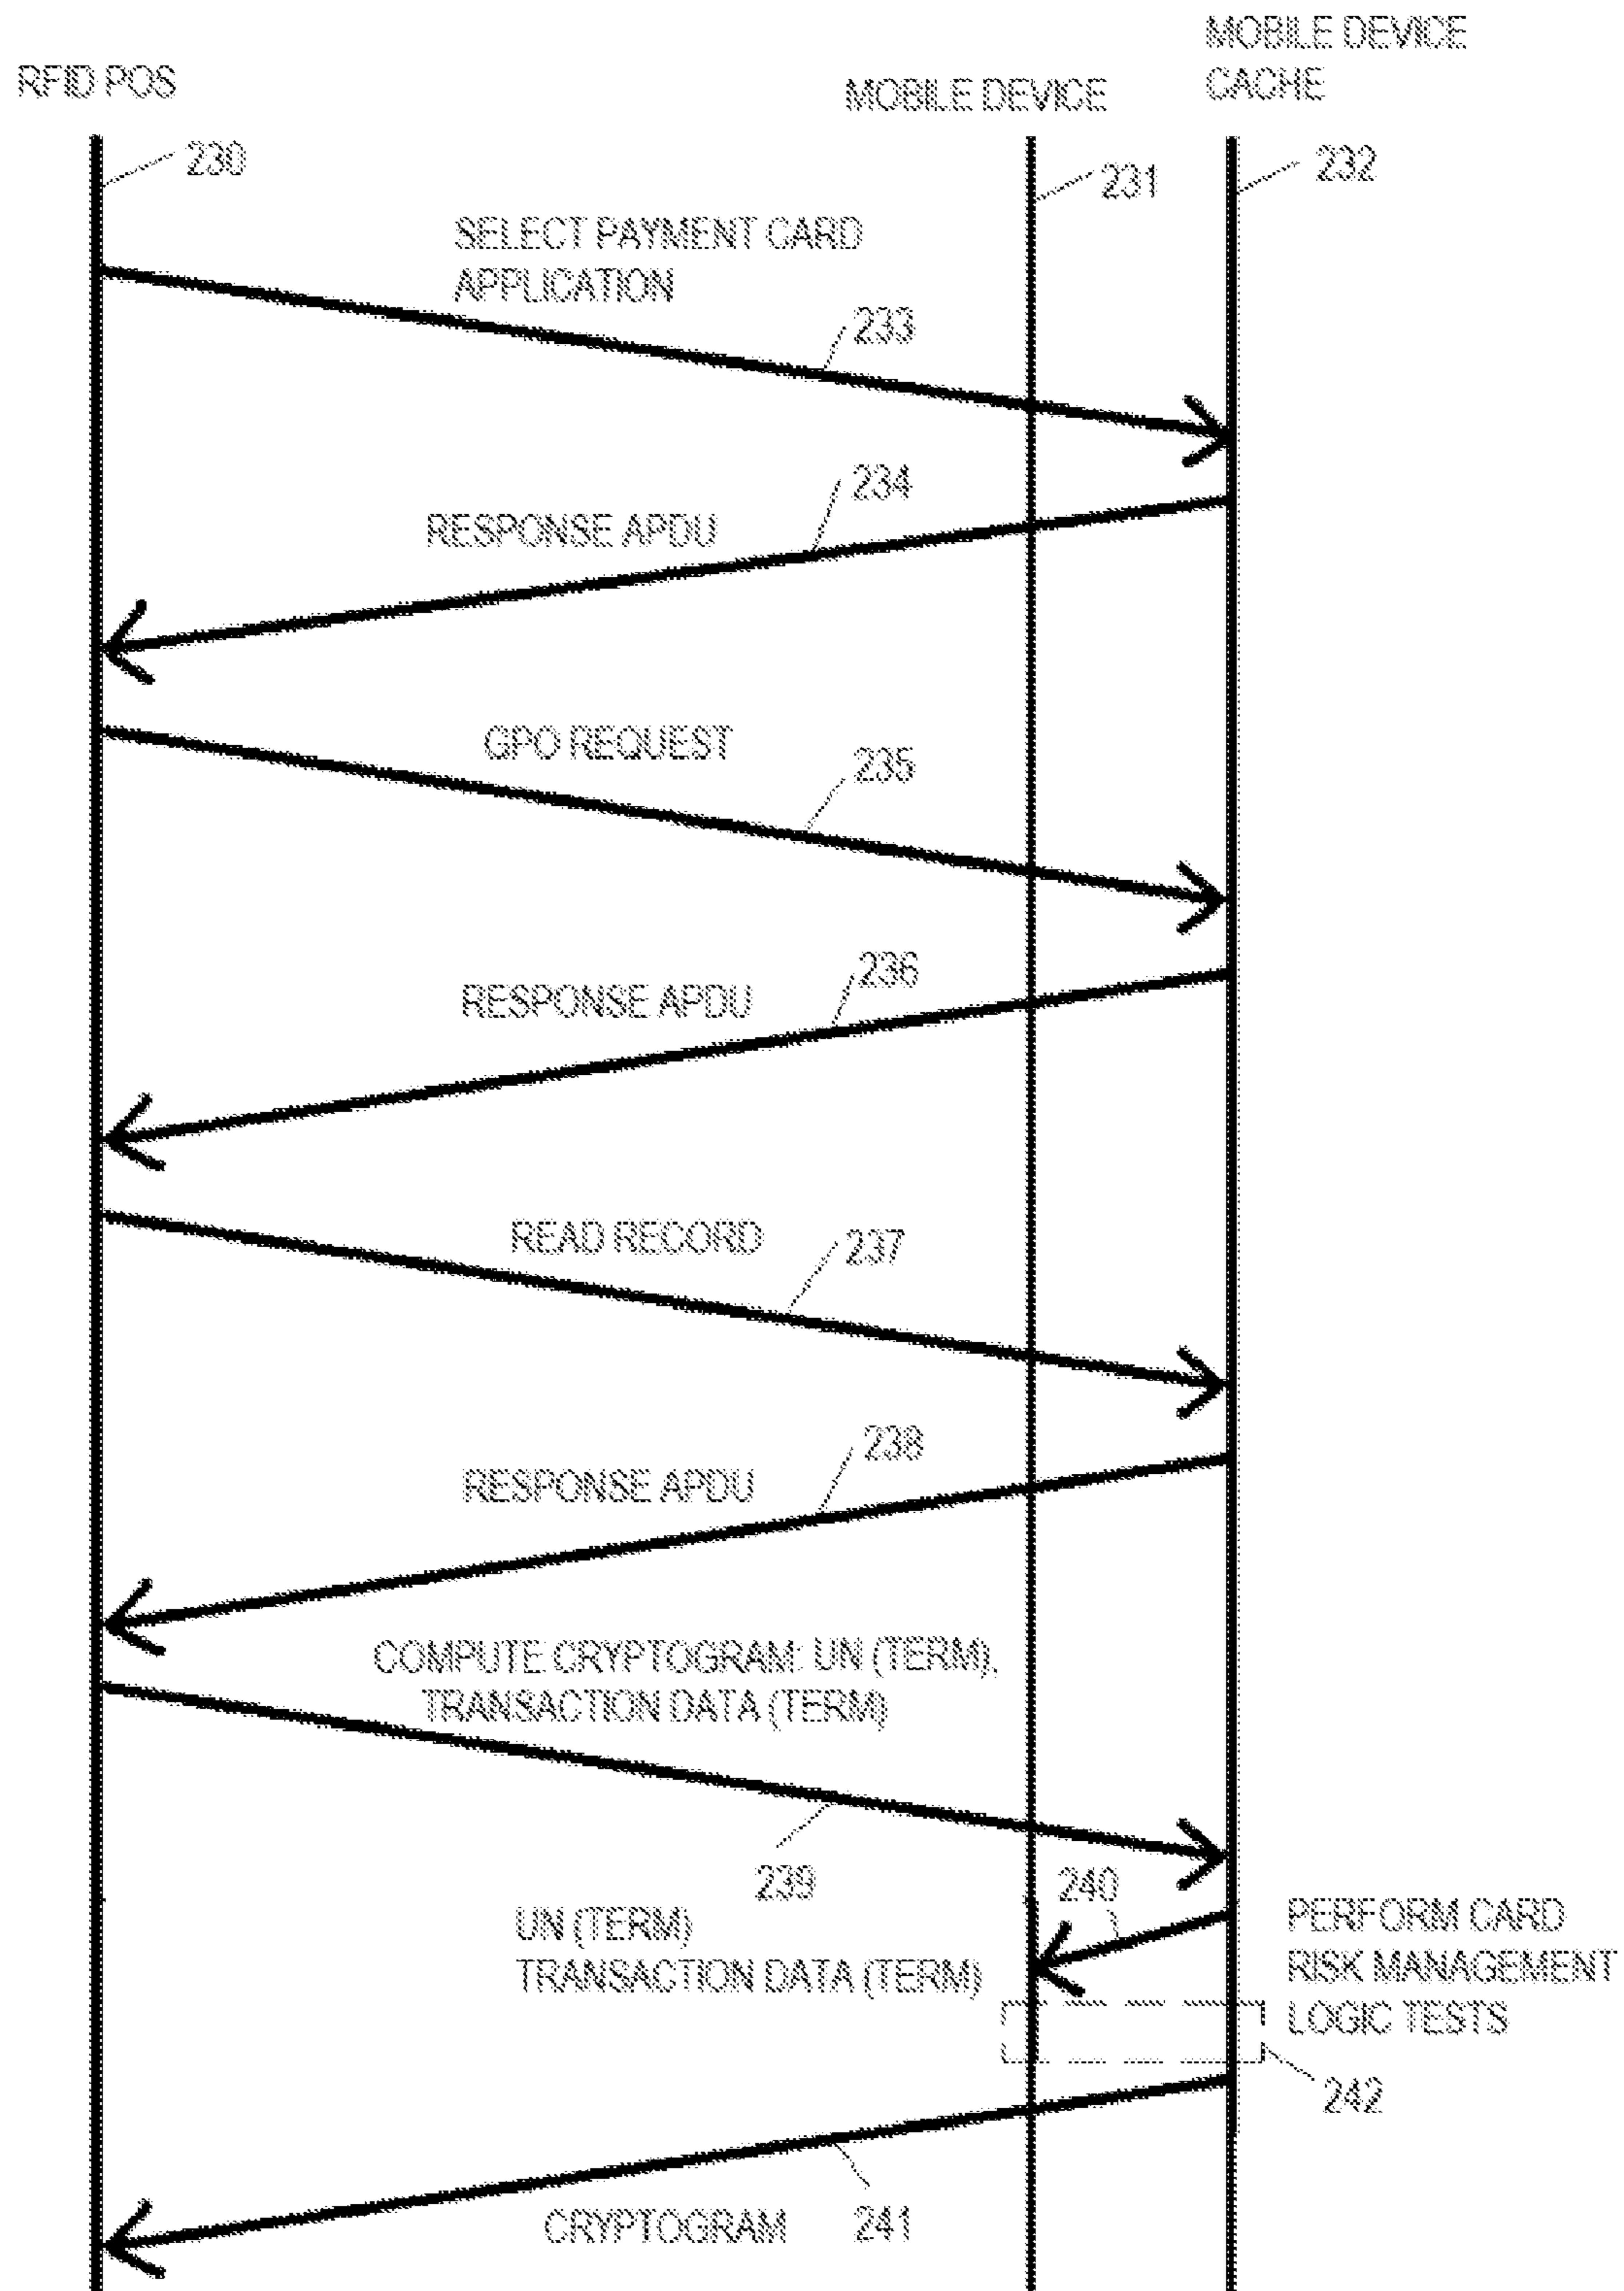 RFID POS
MOBILE DEVICE
MOBILE DEVICE
CACHE
230
231
232
SELECT PAYMENT CARD
APPLICATION
233
234
RESPONSE APDU
GPO REQUEST
235
236
RESPONSE APDU
READ RECORD
237
238
RESPONSE APDU
COMPUTE CRYPTOGRAM: UN (TERM),
TRANSACTION DATA (TERM)
239
240
UN (TERM)
TRANSACTION DATA (TERM)
PERFORM CARD
RISK MANAGEMENT
LOGIC TESTS
242
CRYPTOGRAM
241